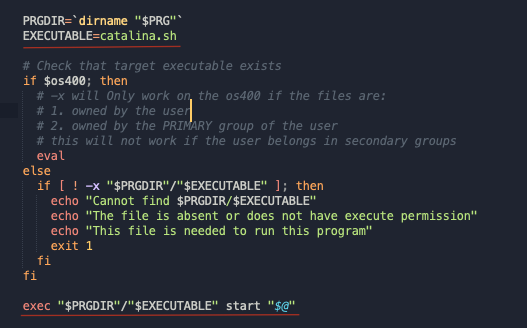 PRGDIR=`dirname "$PRG"`
EXECUTABLE=catalina.sh
# Check that target executable exists
if $os400; then
# -x will Only work on the os400 if the files are:
# 1. owned by the user
# 2. owned by the PRIMARY group of the user
# this will not work if the user belongs in secondary groups
eval
else
if [ ! -x "$PRGDIR"/"$EXECUTABLE" ]; then
echo "Cannot find $PRGDIR/$EXECUTABLE"
echo "The file is absent or does not have execute permission"
echo "This file is needed to run this program"
exit 1
fi
fi
exec "$PRGDIR"/"$EXECUTABLE" start "$@"